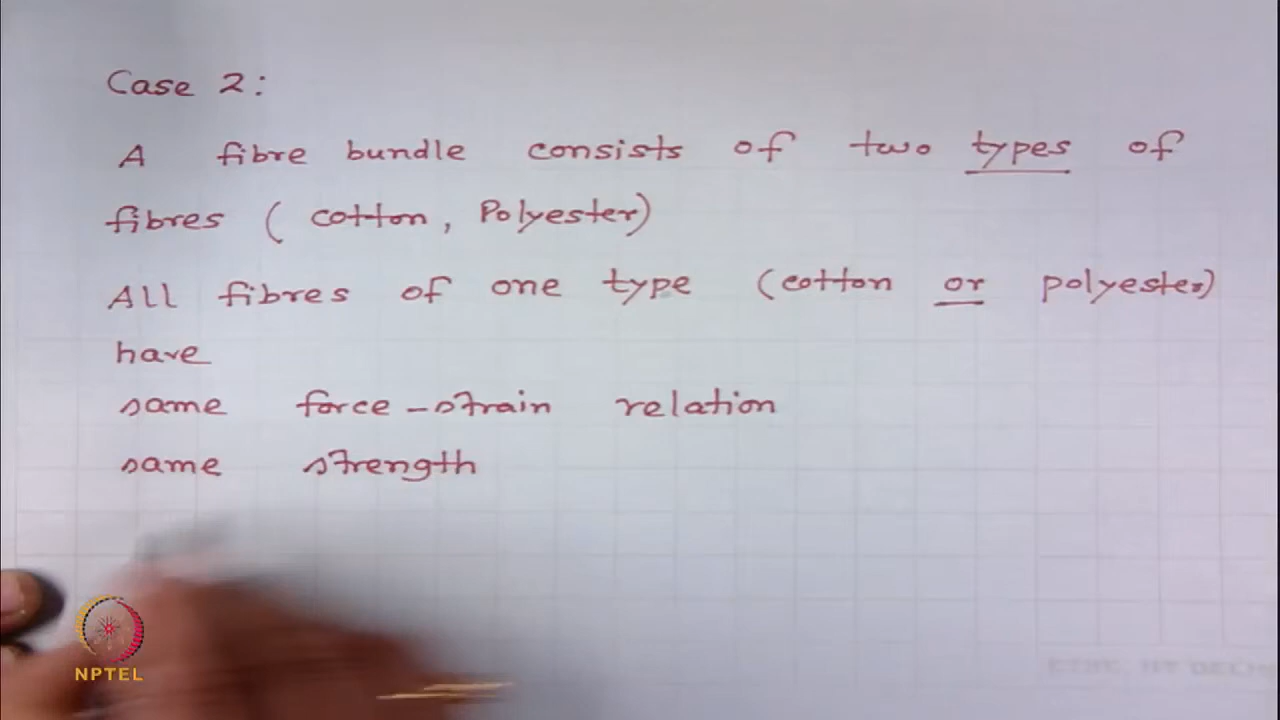 Case 2:
A fibre bundle consists of two types of
fibres ( cotton, Polyester)
All fibres of one type (cotton or polyester)
have
same force-strain relation
same strength
NPTEL